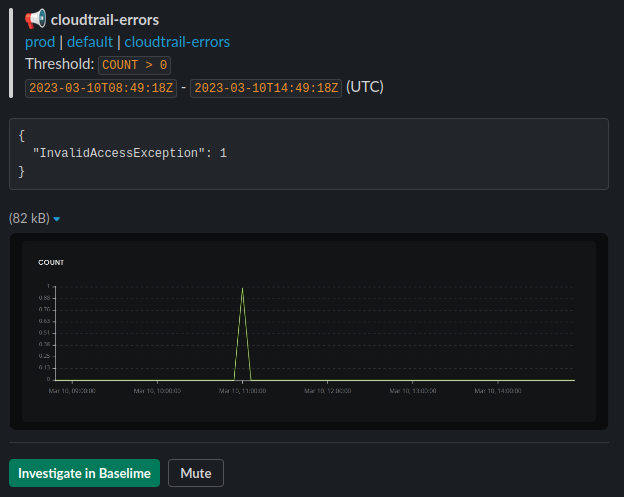 cloudtrail-errors
prod | default | cloudtrail-errors
Threshold: COUNT > 0
2023-03-10T08:49:18Z - 2023-03-10T14:49:18Z (UTC)
{
"InvalidAccessException": 1
}
(82 kB)
COUNT
1
0.88
0.76
0.63
0.51
0.38
0.25
0.13
0
Mar 10, 09:00:00 Mar 10, 10:00:00 Mar 10, 11:00:00 Mar 10, 12:00:00 Mar 10, 13:00:00 Mar 10, 14:00:00
Investigate in Baselime Mute